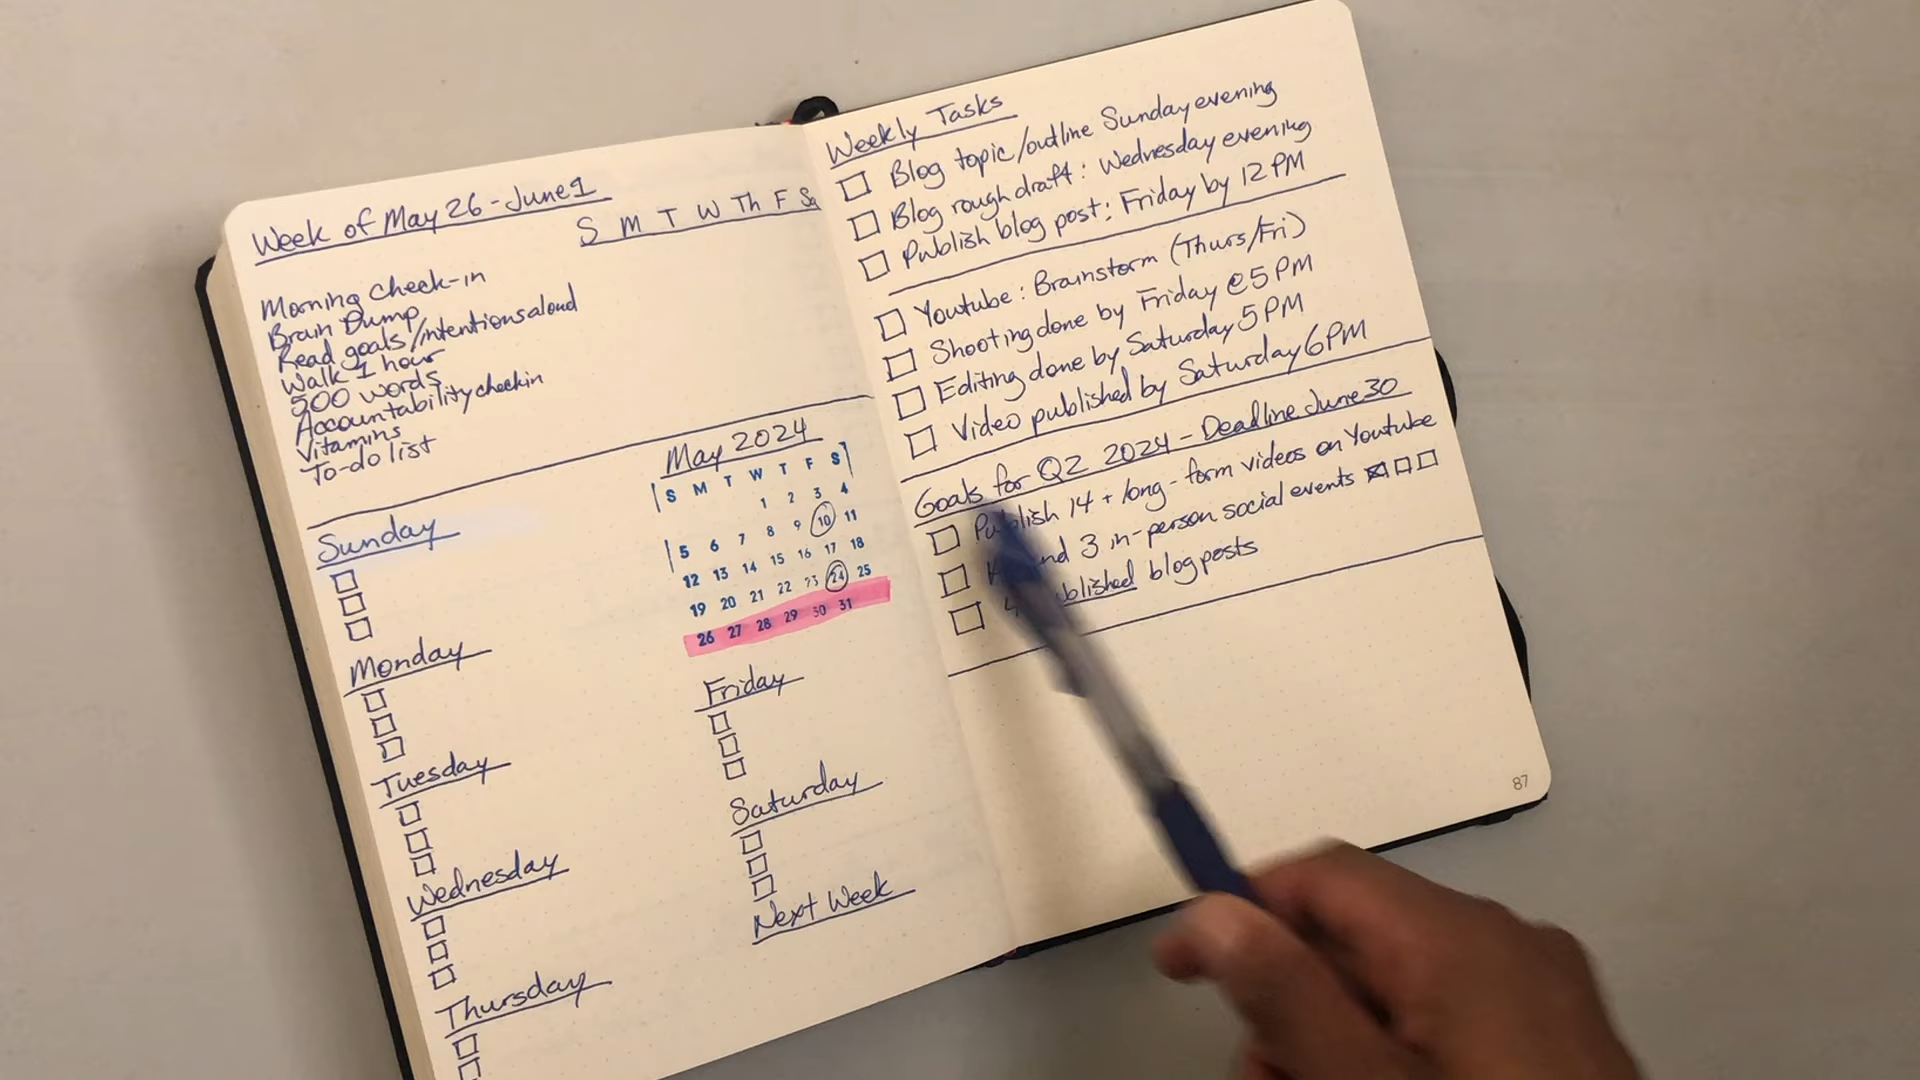 Week of May 26 - June 1
S M T W Th F Sa
Morning check-in
Brain Dump
Read goals/intentions aloud
Walk 1 hour
500 words
Accountability checkin
Vitamins
To-do list
May 2024
S M T W T F S
1 2 3 4
5 6 7 8 9 10 11
12 13 14 15 16 17 18
19 20 21 22 23 24 25
26 27 28 29 30 31
Sunday
Monday
Tuesday
Wednesday
Thursday
Friday
Saturday
Next Week
Weekly Tasks
Blog topic/outline Sunday evening
Blog rough draft: Wednesday evening
Publish blog post: Friday by 12 PM
Youtube: Brainstorm (Thurs/Fri)
Shooting done by Friday @ 5 PM
Editing done by Saturday 5 PM
Video published by Saturday 6 PM
Goals for Q2 2024 - Deadline June 30
Publish 14 + long-form videos on Youtube
3 in-person social events
blog posts
87